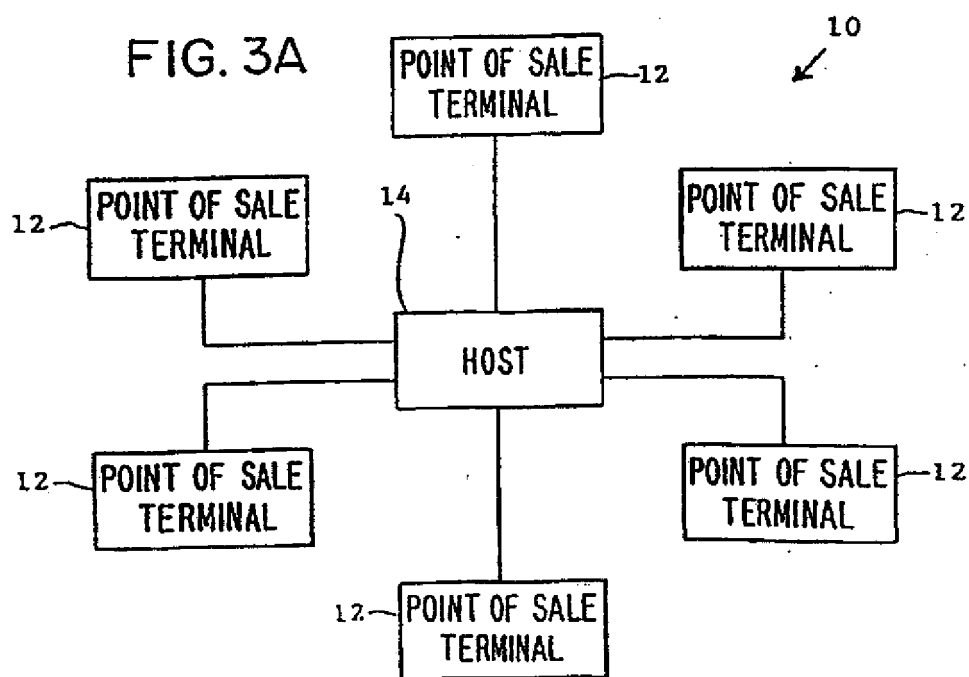 FIG. 3A
10
POINT OF SALE
TERMINAL
12
POINT OF SALE
TERMINAL
12
14
POINT OF SALE
TERMINAL
12
HOST
POINT OF SALE
TERMINAL
12
POINT OF SALE
TERMINAL
12
POINT OF SALE
TERMINAL
12